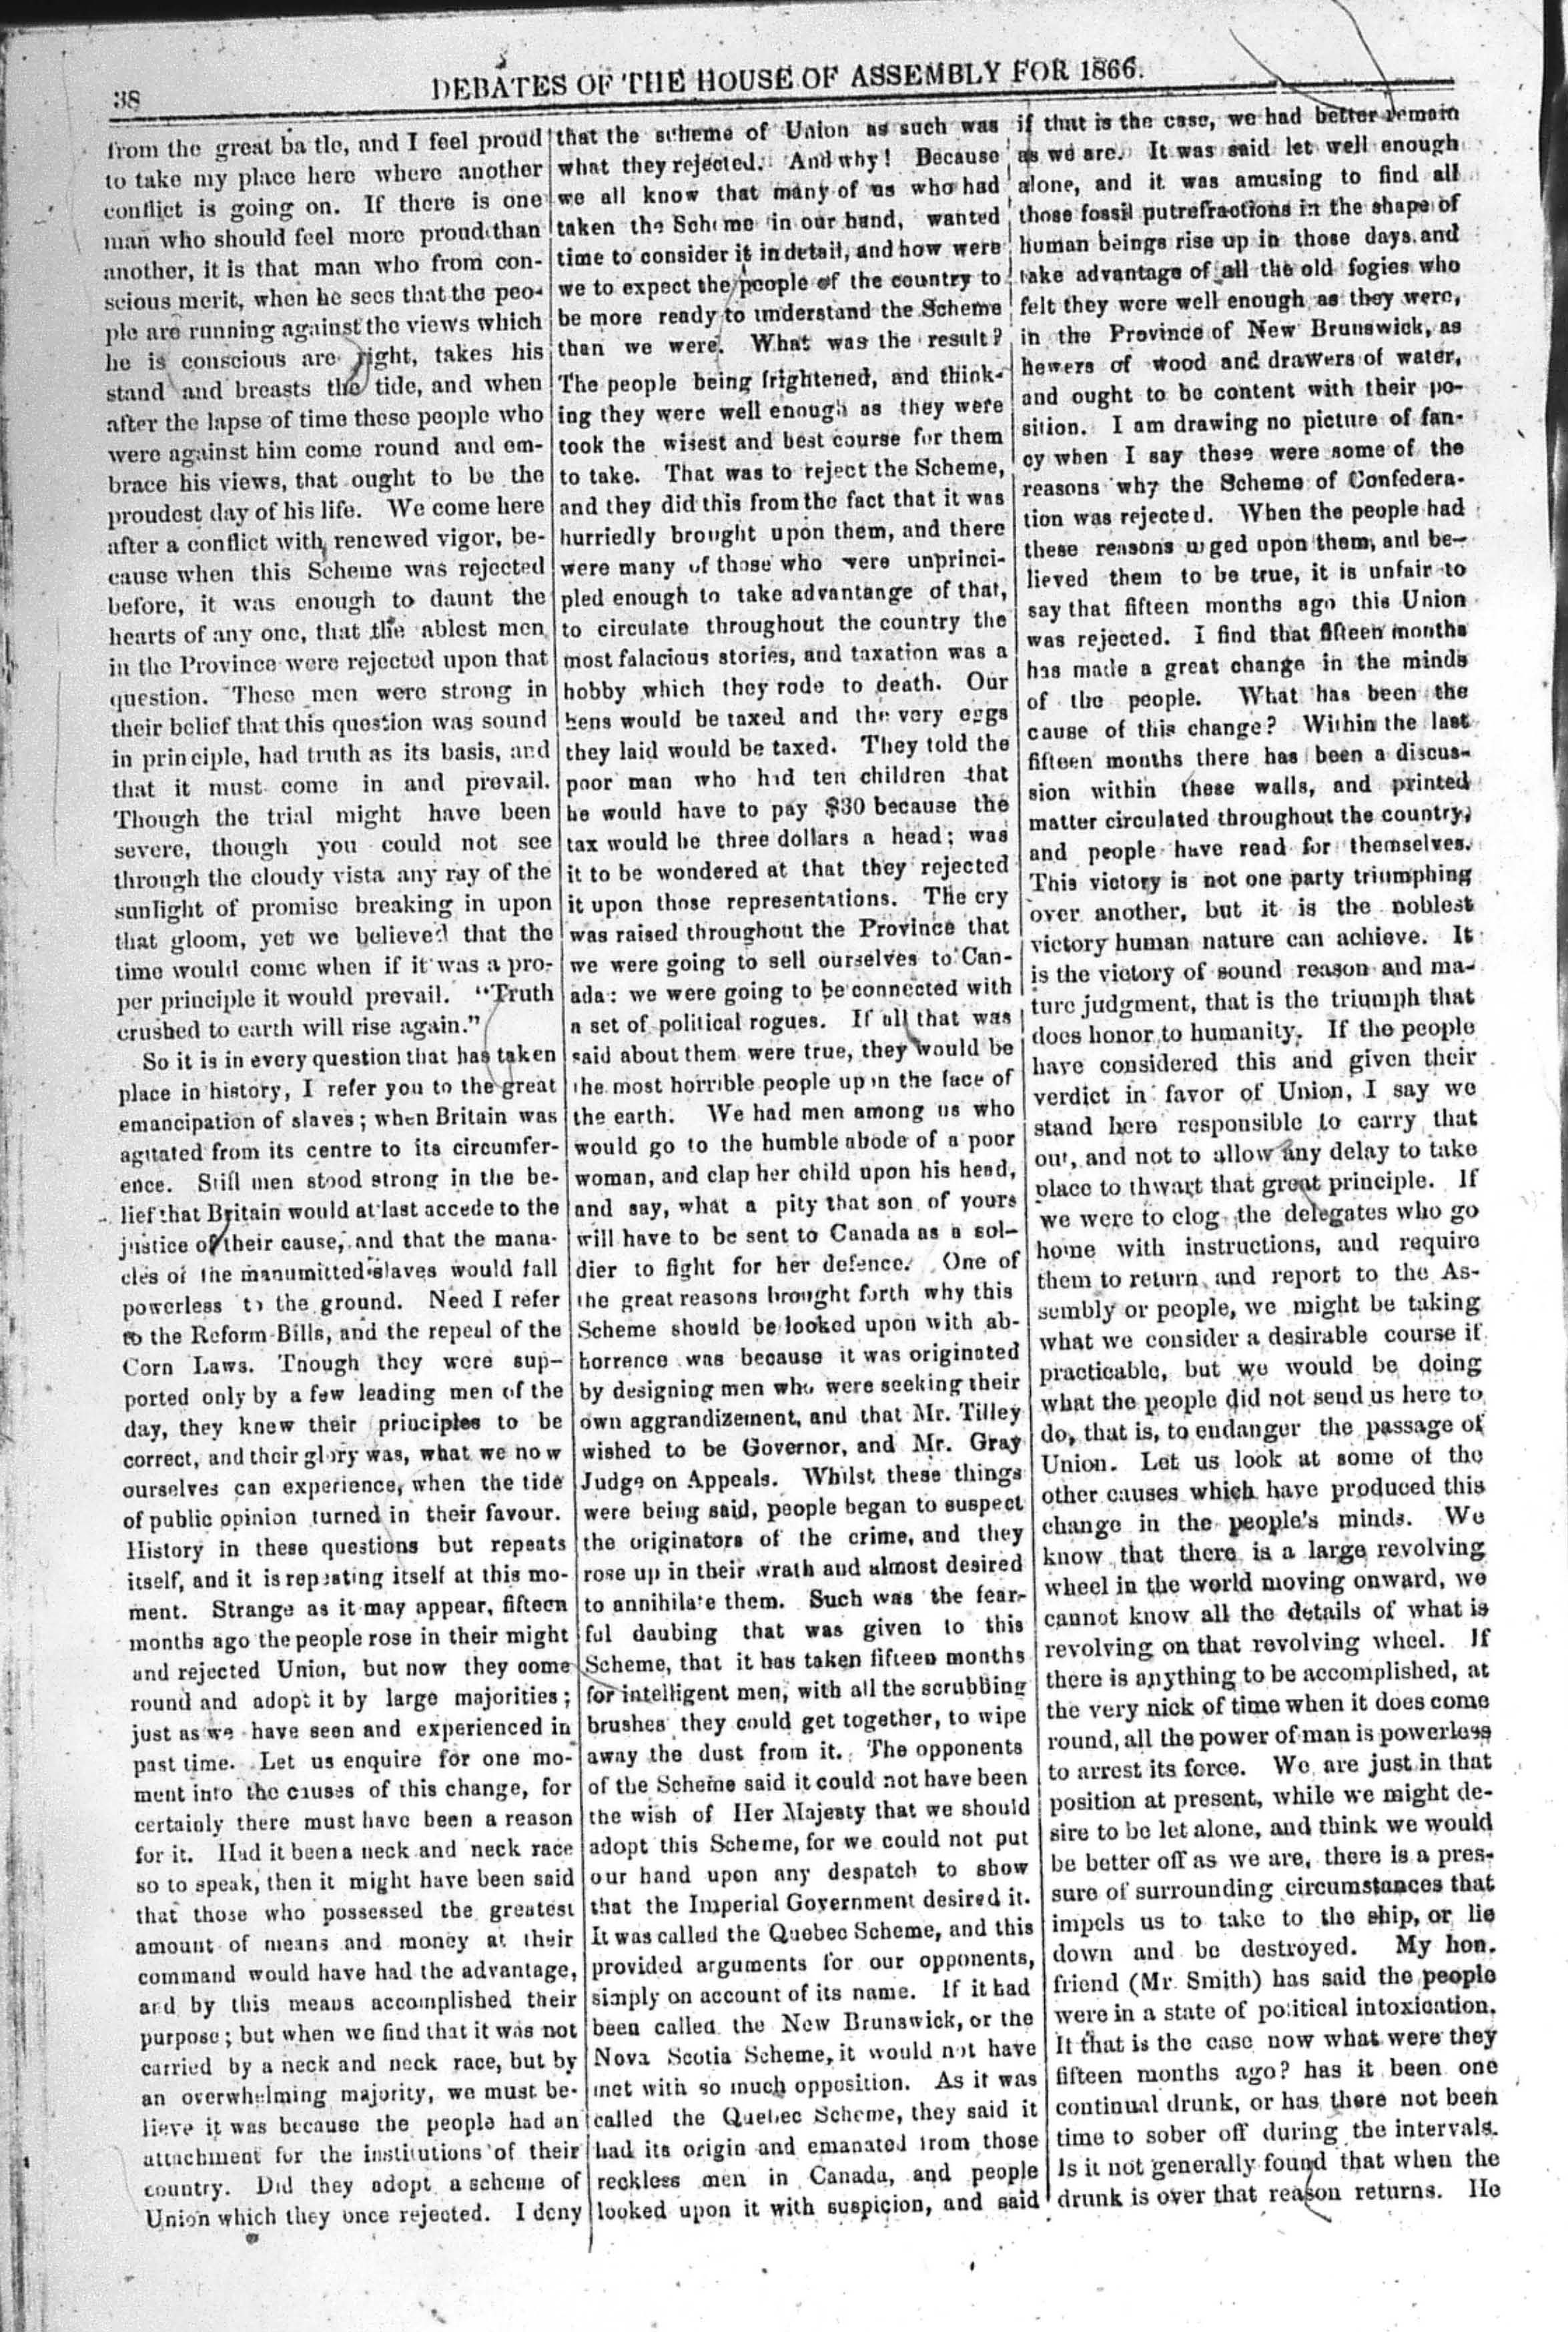 38
DEBATES OF THE HOUSE OF ASSEMBLY FOR 1866.
from the great ba tle, and I feel proud
to take my place here where another
conflict is going on. If there is one
man who should feel more proud than
another, it is that man who from con-
scious merit, when he sees that the peo-
ple are running against the views which
he is conscious are right, takes his
stand and breasts the tide, and when
after the lapse of time these people who
were against him come round and em-
brace his views, that ought to be the
proudest day of his life. We come here
after a conflict with renewed vigor, be-
cause when this Scheme was rejected
before, it was enough to daunt the
hearts of any one, that the ablest men
in the Province were rejected upon that
question. These men were strong in
their belief that this question was sound
in principle, had truth as its basis, and
that it must come in and prevail.
Though the trial might have been
severe, though you could not see
through the cloudy vista any ray of the
sunlight of promise breaking in upon
that gloom, yet we believed that the
time would come when if it was a pro-
per principle it would prevail. "Truth
crushed to earth will rise again."
So it is in every question that has taken
place in history, I refer you to the great
emancipation of slaves; when Britain was
agitated from its centre to its circumfer-
ence. Still men stood strong in the be-
lief that Britain would at last accede to the
justice of their cause, and that the mana-
cles of the manumitted slaves would fall
powerless to the ground. Need I refer
to the Reform Bills, and the repeal of the
Corn Laws. Though they were sup-
ported only by a few leading men of the
day, they knew their principles to be
correct, and their glory was, what we now
ourselves can experience, when the tide
of public opinion turned in their favour.
History in these questions but repeats
itself, and it is repeating itself at this mo-
ment. Strange as it may appear, fifteen
months ago the people rose in their might
and rejected Union, but now they come
round and adopt it by large majorities;
just as we have seen and experienced in
past time. Let us enquire for one mo-
ment into the causes of this change, for
certainly there must have been a reason
for it. Had it been a neck and neck race
so to speak, then it might have been said
that those who possessed the greatest
amount of means and money at their
command would have had the advantage,
and by this means accomplished their
purpose; but when we find that it was not
carried by a neck and neck race, but by
an overwhelming majority, we must be-
lieve it was because the people had an
attachment for the institutions of their
country. Did they adopt a scheme of
Union which they once rejected. I deny
that the scheme of Union as such was
what they rejected. And why! Because
we all know that many of us who had
taken the Scheme in our hand, wanted
time to consider it in detail, and how were
we to expect the people of the country to
be more ready to understand the Scheme
than we were. What was the result?
The people being frightened, and think-
ing they were well enough as they were
took the wisest and best course for them
to take. That was to reject the Scheme,
and they did this from the fact that it was
hurriedly brought upon them, and there
were many of those who were unprinci-
pled enough to take advantange of that,
to circulate throughout the country the
most falacious stories, and taxation was a
hobby which they rode to death. Our
hens would be taxed and the very eggs
they laid would be taxed. They told the
poor man who had ten children that
he would have to pay $30 because the
tax would be three dollars a head; was
it to be wondered at that they rejected
it upon those representations. The cry
was raised throughout the Province that
we were going to sell ourselves to Can-
ada: we were going to be connected with
a set of political rogues. If all that was
said about them were true, they would be
the most horrible people upon the face of
the earth. We had men among us who
would go to the humble abode of a poor
woman, and clap her child upon his head,
and say, what a pity that son of yours
will have to be sent to Canada as a sol-
dier to fight for her defence. One of
the great reasons brought forth why this
Scheme should be looked upon with ab-
horrence was because it was originated
by designing men who were seeking their
own aggrandizement, and that Mr. Tilley
wished to be Governor, and Mr. Gray
Judge on Appeals. Whilst these things
were being said, people began to suspect
the originators of the crime, and they
rose up in their wrath and almost desired
to annihilate them. Such was the fear-
ful daubing that was given to this
Scheme, that it has taken fifteen months
for intelligent men, with all the scrubbing
brushes they could get together, to wipe
away the dust from it. The opponents
of the Scheme said it could not have been
the wish of Her Majesty that we should
adopt this Scheme, for we could not put
our hand upon any despatch to show
that the Imperial Government desired it.
It was called the Quebec Scheme, and this
provided arguments for our opponents,
simply on account of its name. If it had
been called the New Brunswick, or the
Nova Scotia Scheme, it would not have
met with so much opposition. As it was
called the Quebec Scheme, they said it
had its origin and emanated from those
reckless men in Canada, and people
looked upon it with suspicion, and said
if that is the case, we had better remain
as we are. It was said let well enough
alone, and it was amusing to find all
those fossil putrefractions in the shape of
human beings rise up in those days and
take advantage of all the old fogies who
felt they were well enough as they were,
in the Province of New Brunswick, as
hewers of wood and drawers of water,
and ought to be content with their po-
sition. I am drawing no picture of fan-
cy when I say these were some of the
reasons why the Scheme of Confedera-
tion was rejected. When the people had
these reasons urged upon them, and be-
lieved them to be true, it is unfair to
say that fifteen months ago this Union
was rejected. I find that fifteen months
has made a great change in the minds
of the people. What has been the
cause of this change? Within the last
fifteen months there has been a discus-
sion within these walls, and printed
matter circulated throughout the country,
and people have read for themselves.
This victory is not one party triumphing
over another, but it is the noblest
victory human nature can achieve. It
is the victory of sound reason and ma-
ture judgment, that is the triumph that
does honor to humanity. If the people
have considered this and given their
verdict in favor of Union, I say we
stand here responsible to carry that
out, and not to allow any delay to take
place to thwart that great principle. If
we were to clog the delegates who go
home with instructions, and require
them to return and report to the As-
sembly or people, we might be taking
what we consider a desirable course if
practicable, but we would be doing
what the people did not send us here to
do, that is, to endanger the passage of
Union. Let us look at some of the
other causes which have produced this
change in the people's minds. We
know that there is a large revolving
wheel in the world moving onward, we
cannot know all the details of what is
revolving on that revolving wheel. If
there is anything to be accomplished, at
the very nick of time when it does come
round, all the power of man is powerless
to arrest its force. We are just in that
position at present, while we might de-
sire to be let alone, and think we would
be better off as we are, there is a pres-
sure of surrounding circumstances that
impels us to take to the ship, or lie
down and be destroyed. My hon.
friend (Mr. Smith) has said the people
were in a state of political intoxication.
It that is the case now what were they
fifteen months ago? has it been one
continual drunk, or has there not been
time to sober off during the intervals.
Is it not generally found that when the
drunk is over that reason returns. He